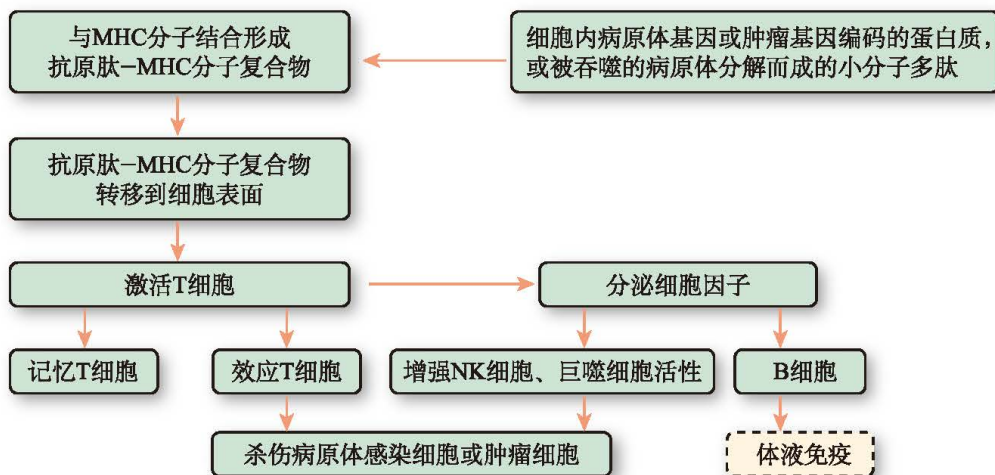 与MHC分子结合形成
抗原肽-MHC分子复合物
细胞内病原体基因或肿瘤基因编码的蛋白质,
或被吞噬的病原体分解而成的小分子多肽
抗原肽-MHC分子复合物
转移到细胞表面
激活T细胞
分泌细胞因子
记忆T细胞
效应T细胞
增强NK细胞、巨噬细胞活性
B细胞
杀伤病原体感染细胞或肿瘤细胞
体液免疫